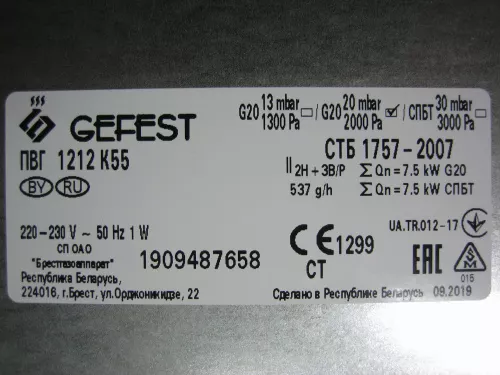 GEFEST
G20 13 mbar 1300 Pa /G20 20 mbar 2000 Pa /СПБТ 30 mbar 3000 Pa
ПВГ 1212 K55
СТБ 1757-2007
BY RU
II2H+3B/P ∑Qn=7.5 kW G20
537 g/h ∑Qn=7.5 kW СПБТ
220-230 V ~ 50 Hz 1 W
UA.TR.012-17
СП ОАО
"Брестгазоаппарат"
1909487658
CE 1299
СТ
EAC
015
Республика Беларусь,
224016, г.Брест, ул.Орджоникидзе, 22
Сделано в Республике Беларусь 09.2019